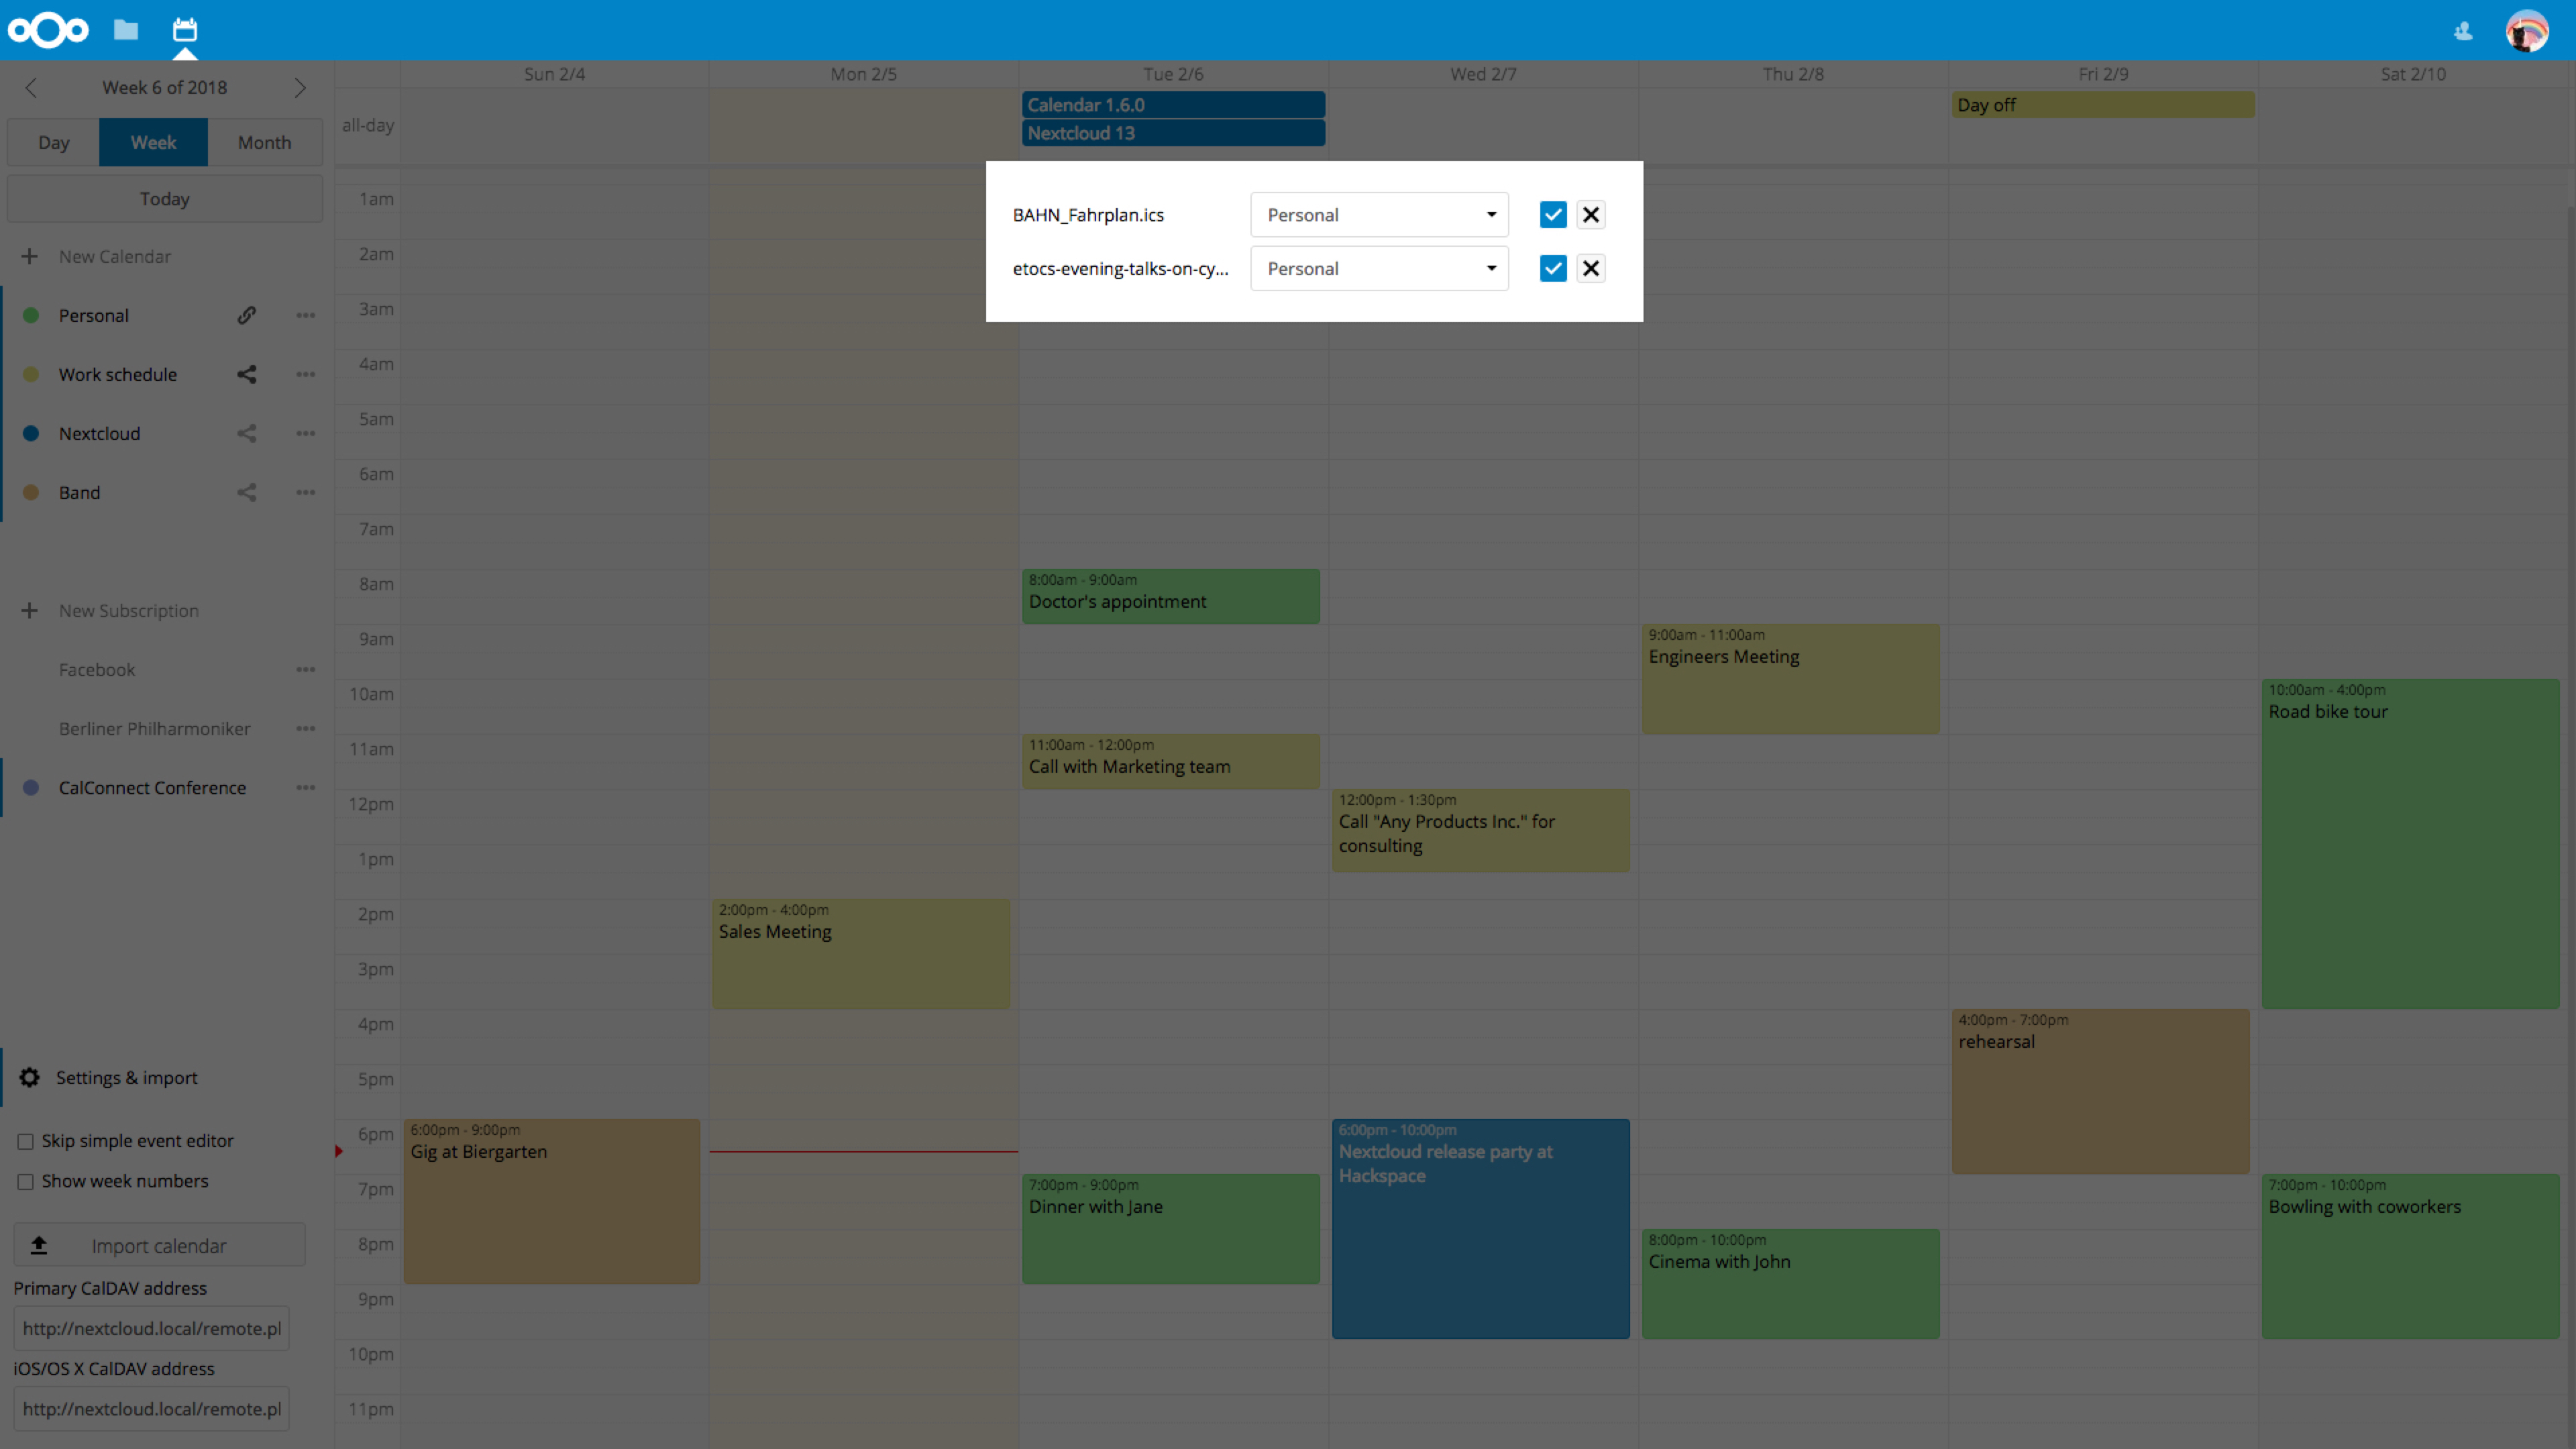 Week 6 of 2018
Day
Week
Month
Today
New Calendar
Personal
Work schedule
Nextcloud
Band
New Subscription
Facebook
Berliner Philharmoniker
CalConnect Conference
Settings & import
Skip simple event editor
Show week numbers
Import calendar
Primary CalDAV address
http://nextcloud.local/remote.pl
iOS/OS X CalDAV address
http://nextcloud.local/remote.pl
Sun 2/4
Mon 2/5
Tue 2/6
Wed 2/7
Thu 2/8
Fri 2/9
Sat 2/10
all-day
Calendar 1.6.0
Nextcloud 13
Day off
BAHN_Fahrplan.ics
Personal
etocs-evening-talks-on-cy...
Personal
1am
2am
3am
4am
5am
6am
7am
8am
9am
10am
11am
12pm
1pm
2pm
3pm
4pm
5pm
6pm
7pm
8pm
9pm
10pm
11pm
6:00pm - 9:00pm
Gig at Biergarten
2:00pm - 4:00pm
Sales Meeting
8:00am - 9:00am
Doctor's appointment
11:00am - 12:00pm
Call with Marketing team
7:00pm - 9:00pm
Dinner with Jane
12:00pm - 1:30pm
Call "Any Products Inc." for
consulting
6:00pm - 10:00pm
Nextcloud release party at
Hackspace
9:00am - 11:00am
Engineers Meeting
8:00pm - 10:00pm
Cinema with John
4:00pm - 7:00pm
rehearsal
10:00am - 4:00pm
Road bike tour
7:00pm - 10:00pm
Bowling with coworkers